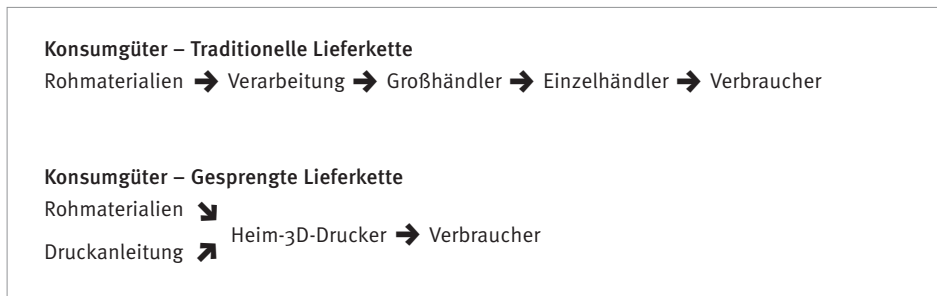 Konsumgüter – Traditionelle Lieferkette
Rohmaterialien ➔ Verarbeitung ➔ Großhändler ➔ Einzelhändler ➔ Verbraucher
Konsumgüter – Gesprengte Lieferkette
Rohmaterialien ➘
Heim-3D-Drucker ➔ Verbraucher
Druckanleitung ➚